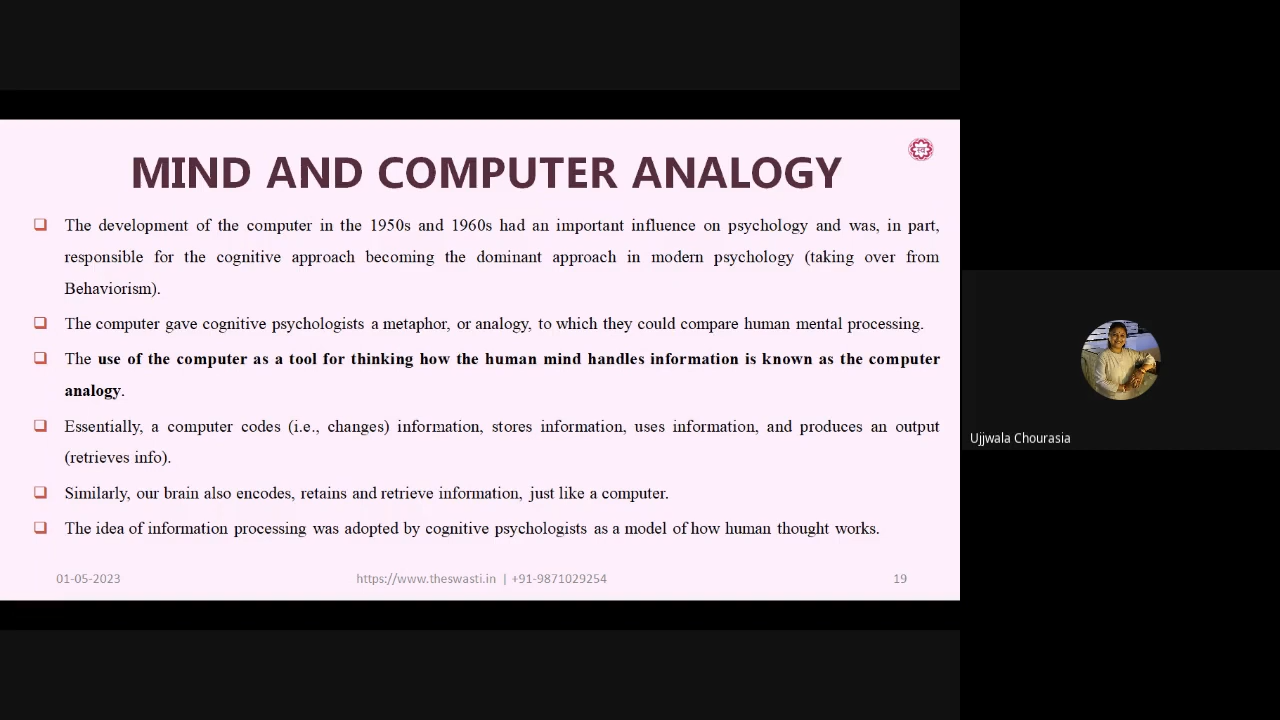 MIND AND COMPUTER ANALOGY
The development of the computer in the 1950s and 1960s had an important influence on psychology and was, in part,
responsible for the cognitive approach becoming the dominant approach in modern psychology (taking over from
Behaviorism).
The computer gave cognitive psychologists a metaphor, or analogy, to which they could compare human mental processing.
The use of the computer as a tool for thinking how the human mind handles information is known as the computer
analogy.
Essentially, a computer codes (i.e., changes) information, stores information, uses information, and produces an output
(retrieves info).
Similarly, our brain also encodes, retains and retrieve information, just like a computer.
The idea of information processing was adopted by cognitive psychologists as a model of how human thought works.
01-05-2023
https://www.theswasti.in | +91-9871029254
19
Ujjwala Chourasia